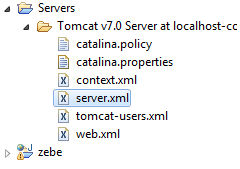 Servers
Tomcat v7.0 Server at localhost-co
catalina.policy
catalina.properties
context.xml
server.xml
tomcat-users.xml
web.xml
zebe